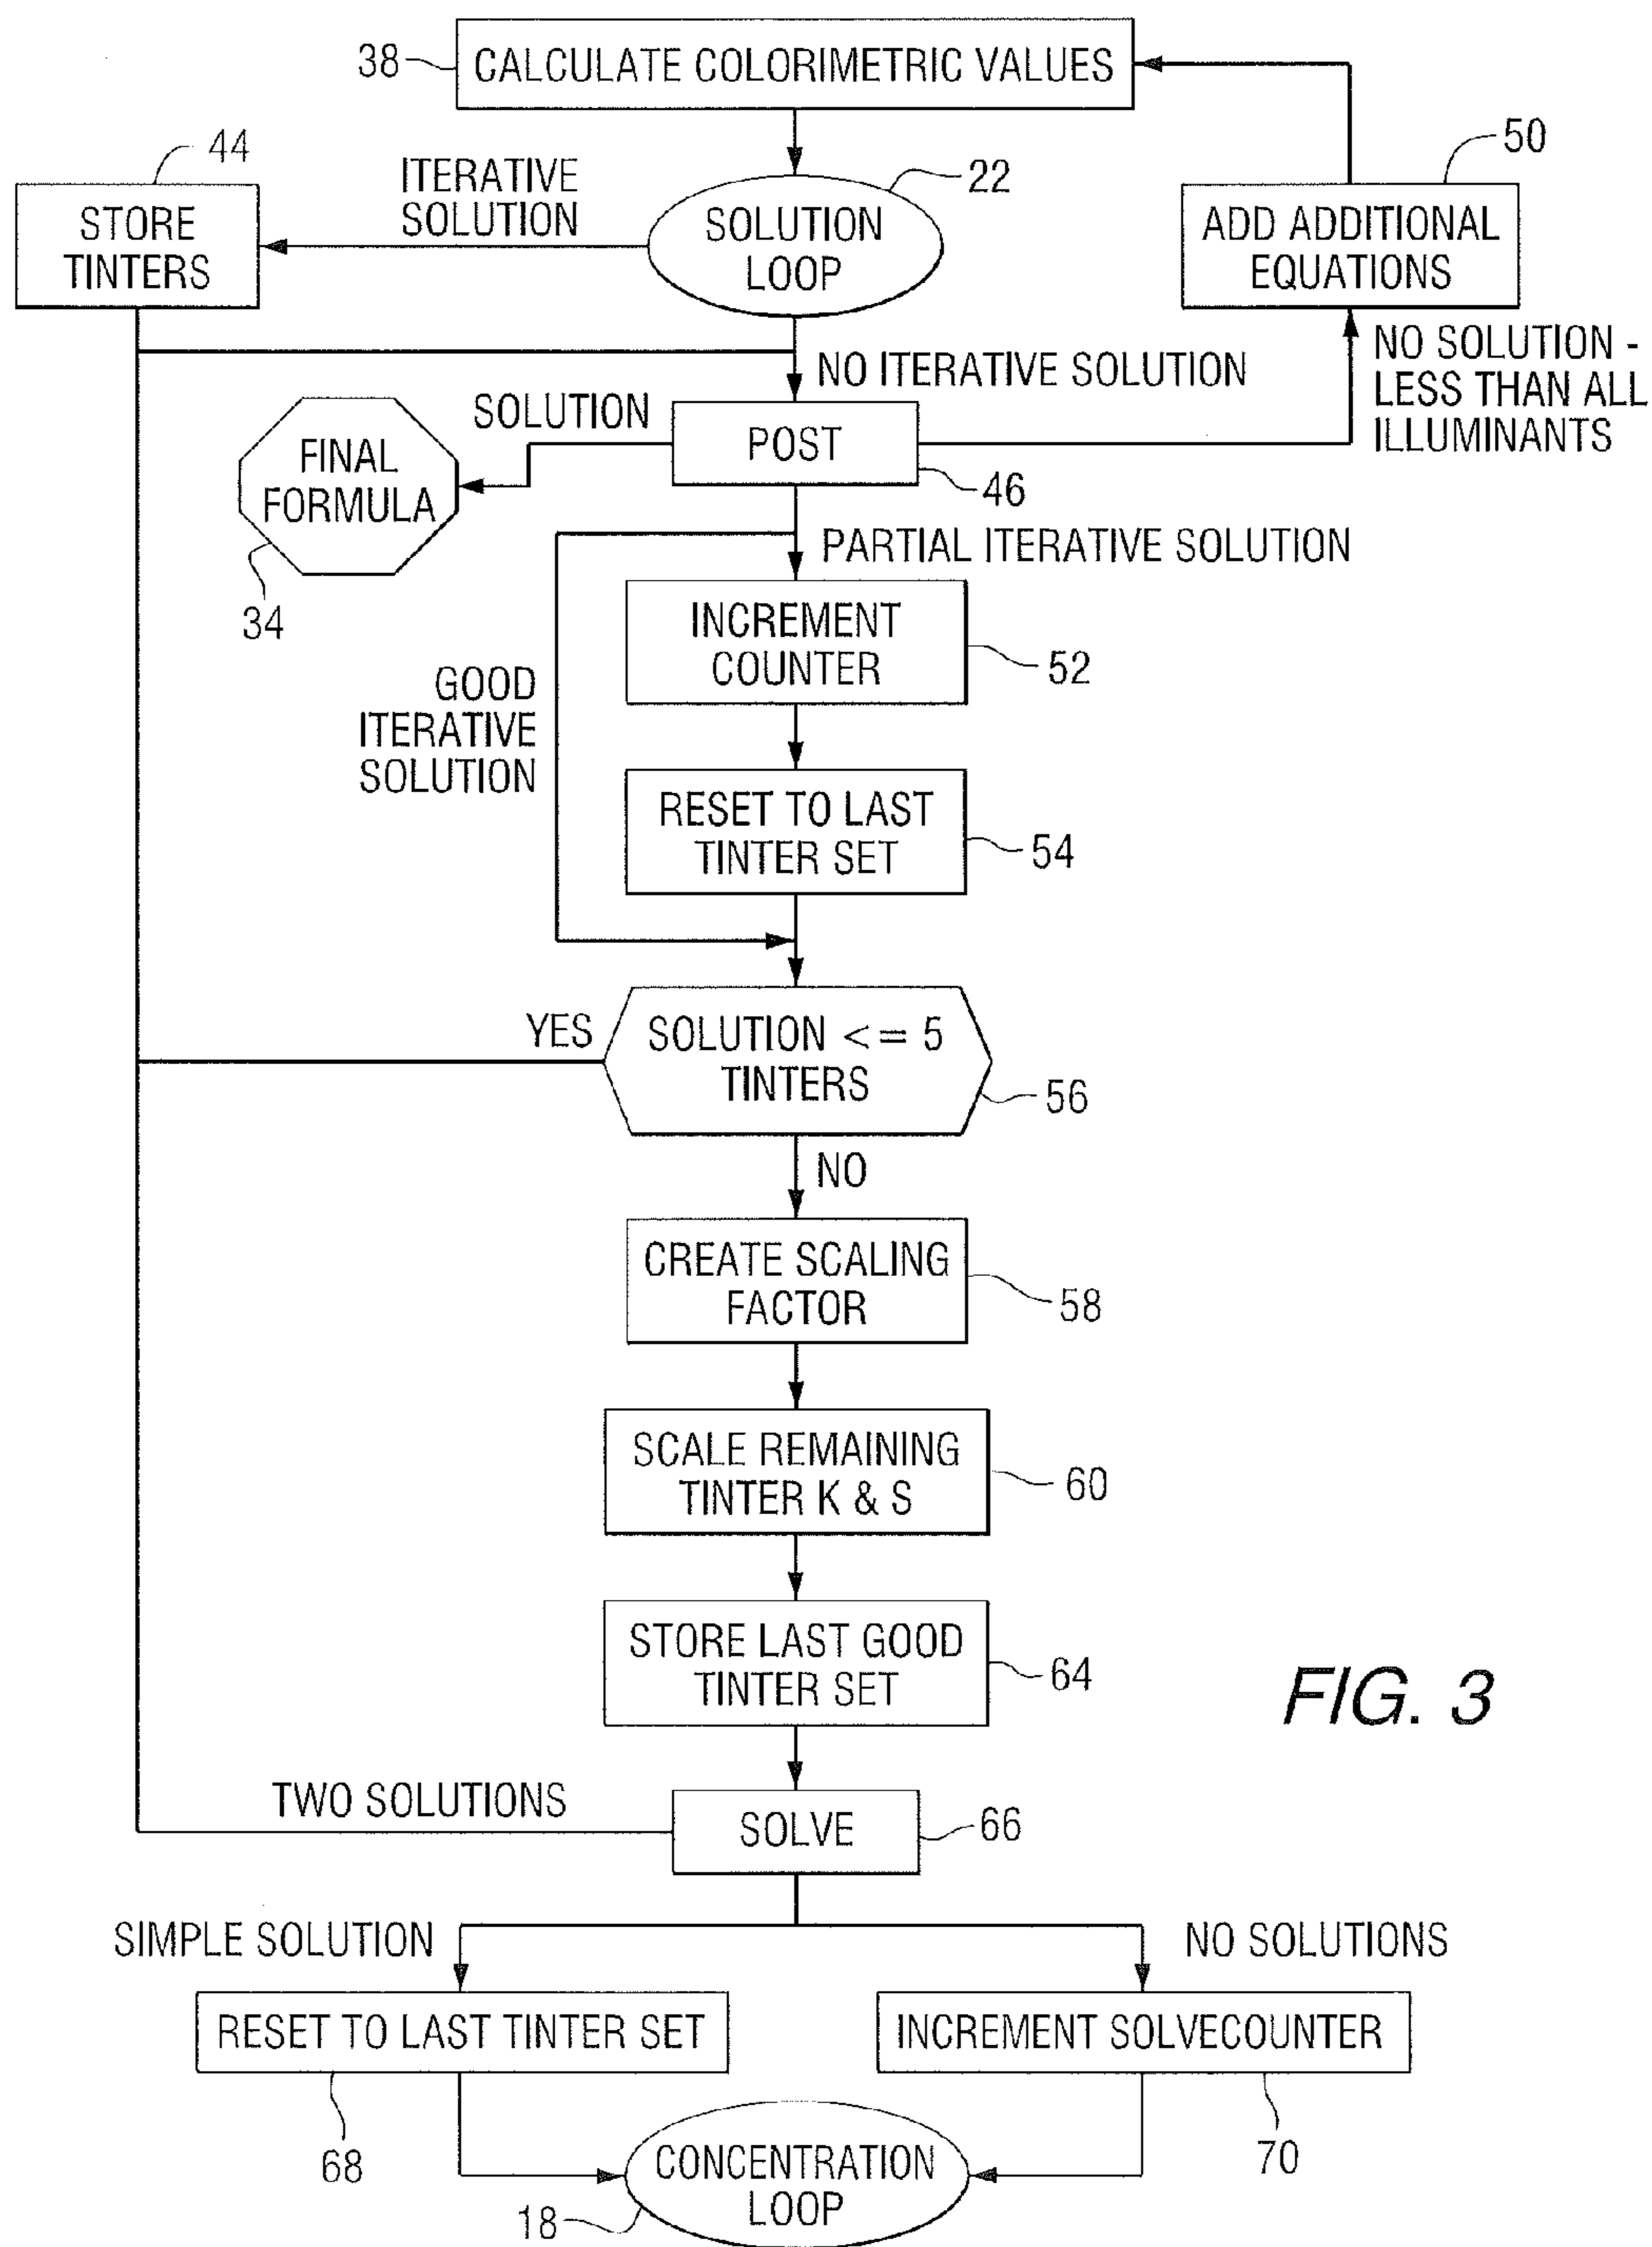 38
CALCULATE COLORIMETRIC VALUES
44
ITERATIVE
SOLUTION
22
50
STORE
TINTERS
SOLUTION
LOOP
ADD ADDITIONAL
EQUATIONS
NO ITERATIVE SOLUTION
NO SOLUTION -
LESS THAN ALL
ILLUMINANTS
SOLUTION
FINAL
FORMULA
34
POST
46
PARTIAL ITERATIVE SOLUTION
INCREMENT
COUNTER
52
GOOD
ITERATIVE
SOLUTION
RESET TO LAST
TINTER SET
54
YES
SOLUTION < = 5
TINTERS
56
NO
CREATE SCALING
FACTOR
58
SCALE REMAINING
TINTER K & S
60
STORE LAST GOOD
TINTER SET
64
FIG. 3
TWO SOLUTIONS
SOLVE
66
SIMPLE SOLUTION
NO SOLUTIONS
RESET TO LAST TINTER SET
68
INCREMENT SOLVECOUNTER
70
CONCENTRATION
LOOP
18